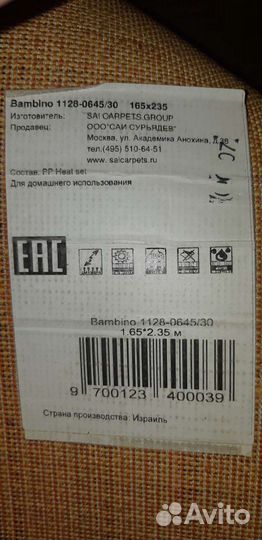 Bambino 1128-0645/30 165x235
Изготовитель: SAI CARPETS.GROUP
Продавец: ООО"САИ СУРЬЯДЕВ"
Москва, ул. Академика Анохина, д.38
тел.(495) 510-64-51
www.saicarpets.ru
Состав: PP Heat set
Для домашнего использования
EAC
Bambino 1128-0645/30
1.65*2.35 м
9 700123 400039
Страна производства: Израиль
Avito